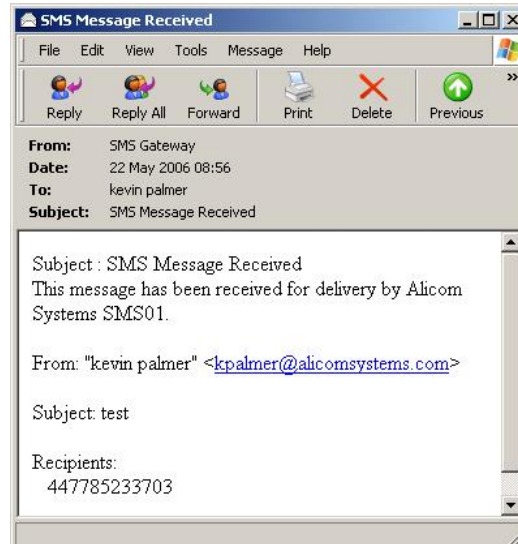 SMS Message Received
File Edit View Tools Message Help
Reply Reply All Forward Print Delete Previous »
From: SMS Gateway
Date: 22 May 2006 08:56
To: kevin palmer
Subject: SMS Message Received
Subject : SMS Message Received
This message has been received for delivery by Alicom
Systems SMS01.
From: "kevin palmer" <kpalmer@alicomsystems.com>
Subject: test
Recipients:
447785233703